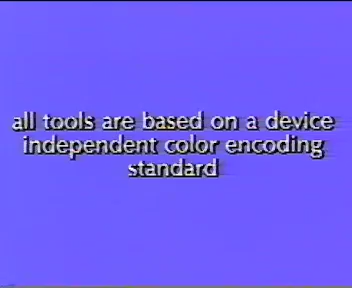 all tools are based on a device
independent color encoding
standard